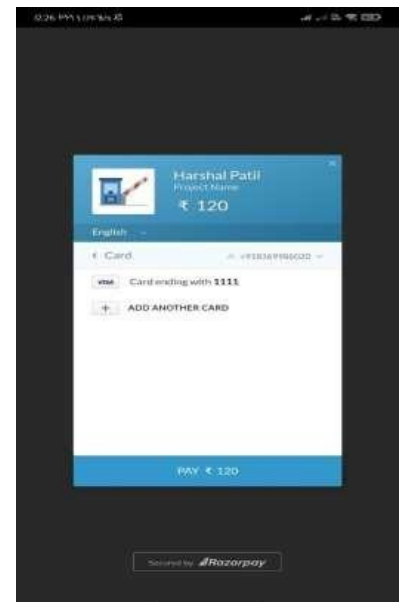 Harshal Patil
Project Name
₹ 120
English
Card
VISA Card ending with 1111
+ ADD ANOTHER CARD
PAY ₹ 120
Secured by Razorpay